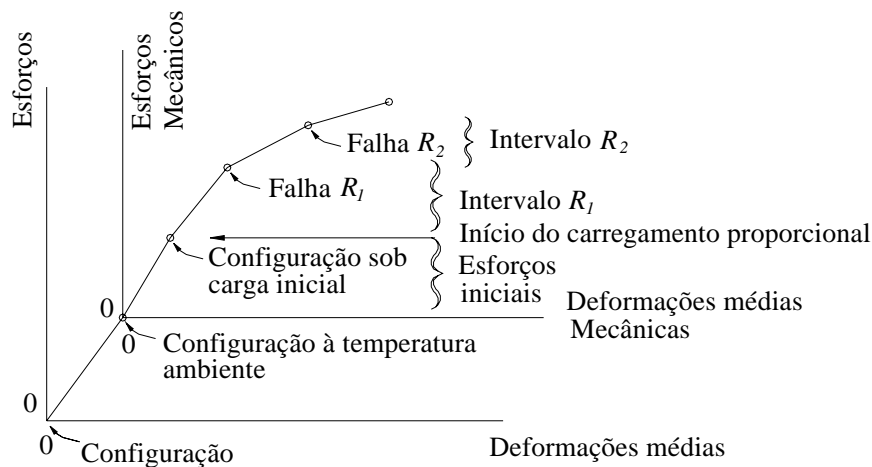 Esforços
Esforços
Mecânicos
Falha R2
Intervalo R2
Falha R1
Intervalo R1
Início do carregamento proporcional
Configuração sob
carga inicial
Esforços
iniciais
Deformações médias
Mecânicas
0
0
Configuração à temperatura
ambiente
0
0
Configuração
Deformações médias